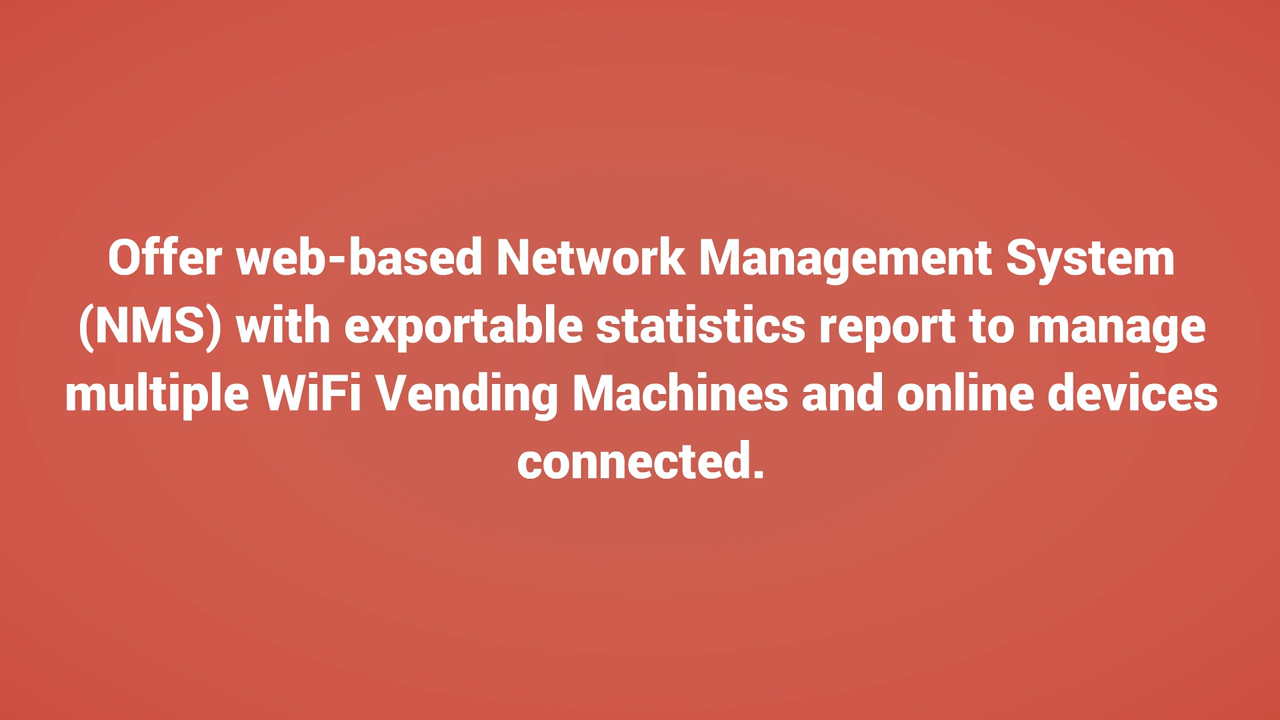 Offer web-based Network Management System
(NMS) with exportable statistics report to manage
multiple WiFi Vending Machines and online devices
connected.